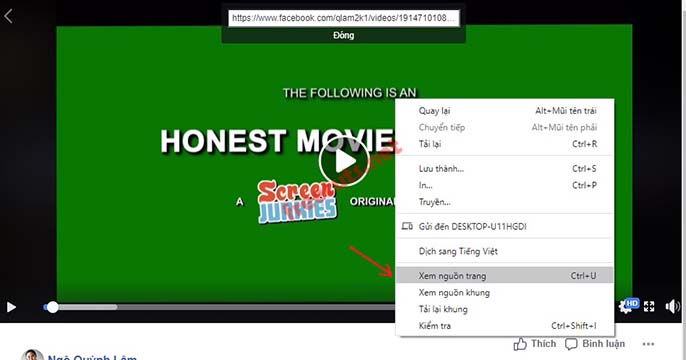 https://www.facebook.com/qlam2k1/videos/1914710108...
Đóng
THE FOLLOWING IS AN
HONEST MOVIE
A Screen JUNKIES ORIGINAL
Quay lại Alt+Mũi tên trái
Chuyển tiếp Alt+Mũi tên phải
Tải lại Ctrl+R
Lưu thành... Ctrl+S
In... Ctrl+P
Truyền...
Gửi đến DESKTOP-U11HGDI
Dịch sang Tiếng Việt
Xem nguồn trang Ctrl+U
Xem nguồn khung
Tải lại khung
Kiểm tra Ctrl+Shift+I
HD
Thích Bình luận
Ngô Quỳnh Lâm